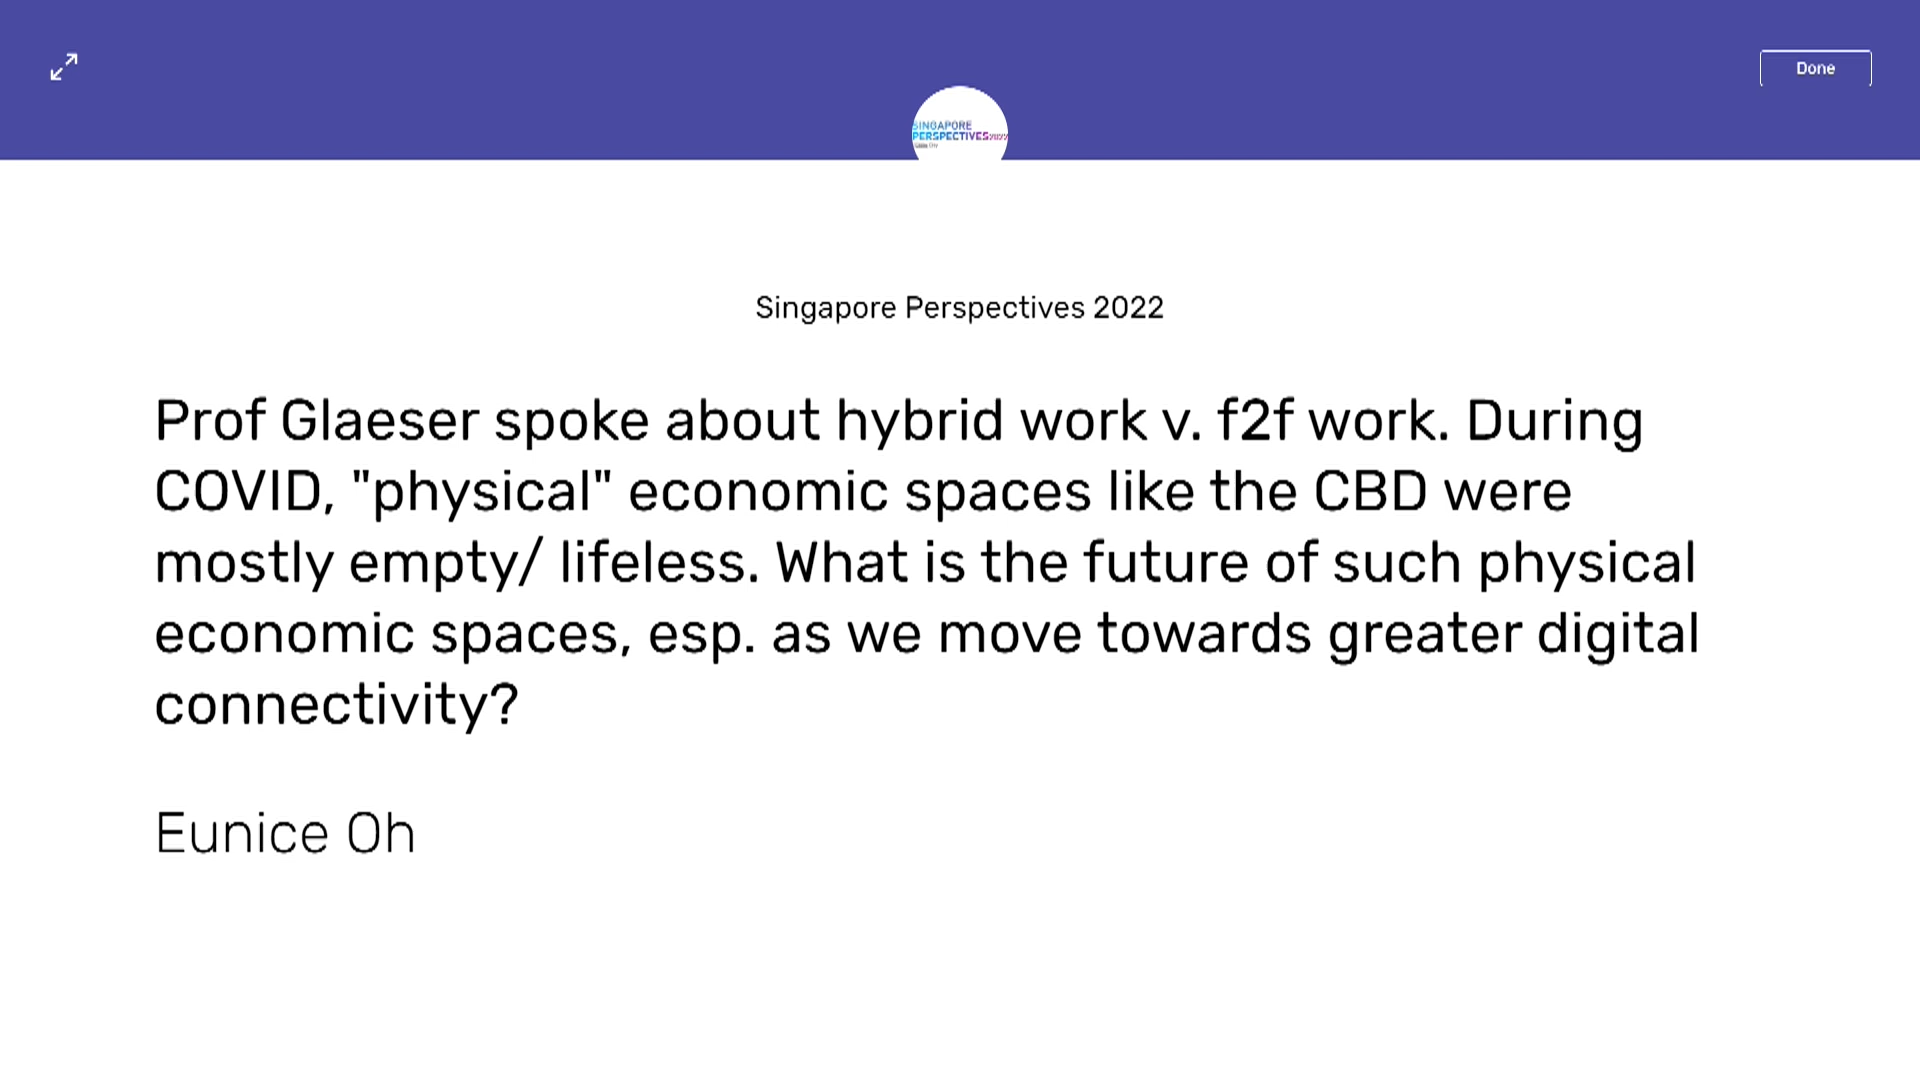 Done
SINGAPORE
PERSPECTIVES2022
Singapore Perspectives 2022
Prof Glaeser spoke about hybrid work v. f2f work. During
COVID, "physical" economic spaces like the CBD were
mostly empty/ lifeless. What is the future of such physical
economic spaces, esp. as we move towards greater digital
connectivity?
Eunice Oh